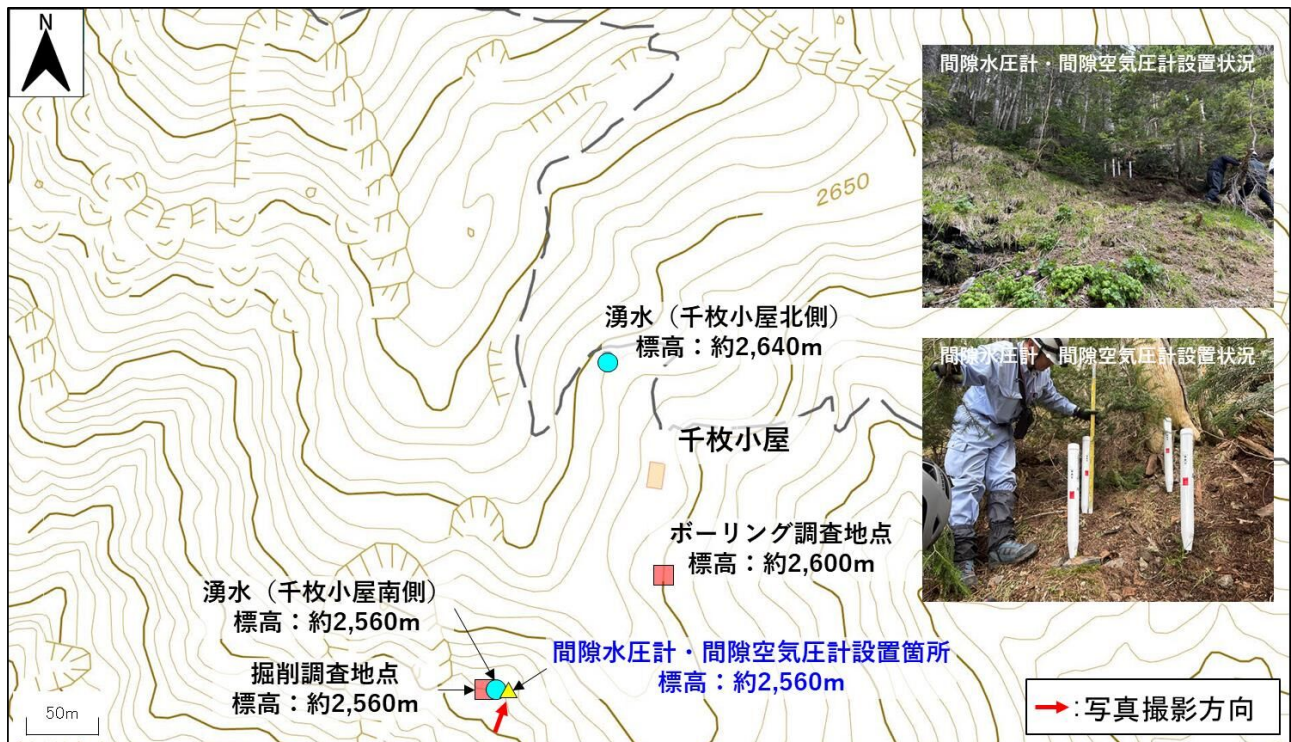 N
間隙水圧計・間隙空気圧計設置状況
2650
湧水（千枚小屋北側）
標高：約2,640m
間隙水圧計・間隙空気圧計設置状況
千枚小屋
ボーリング調査地点
標高：約2,600m
湧水（千枚小屋南側）
標高：約2,560m
間隙水圧計・間隙空気圧計設置箇所
標高：約2,560m
掘削調査地点
標高：約2,560m
50m
：写真撮影方向